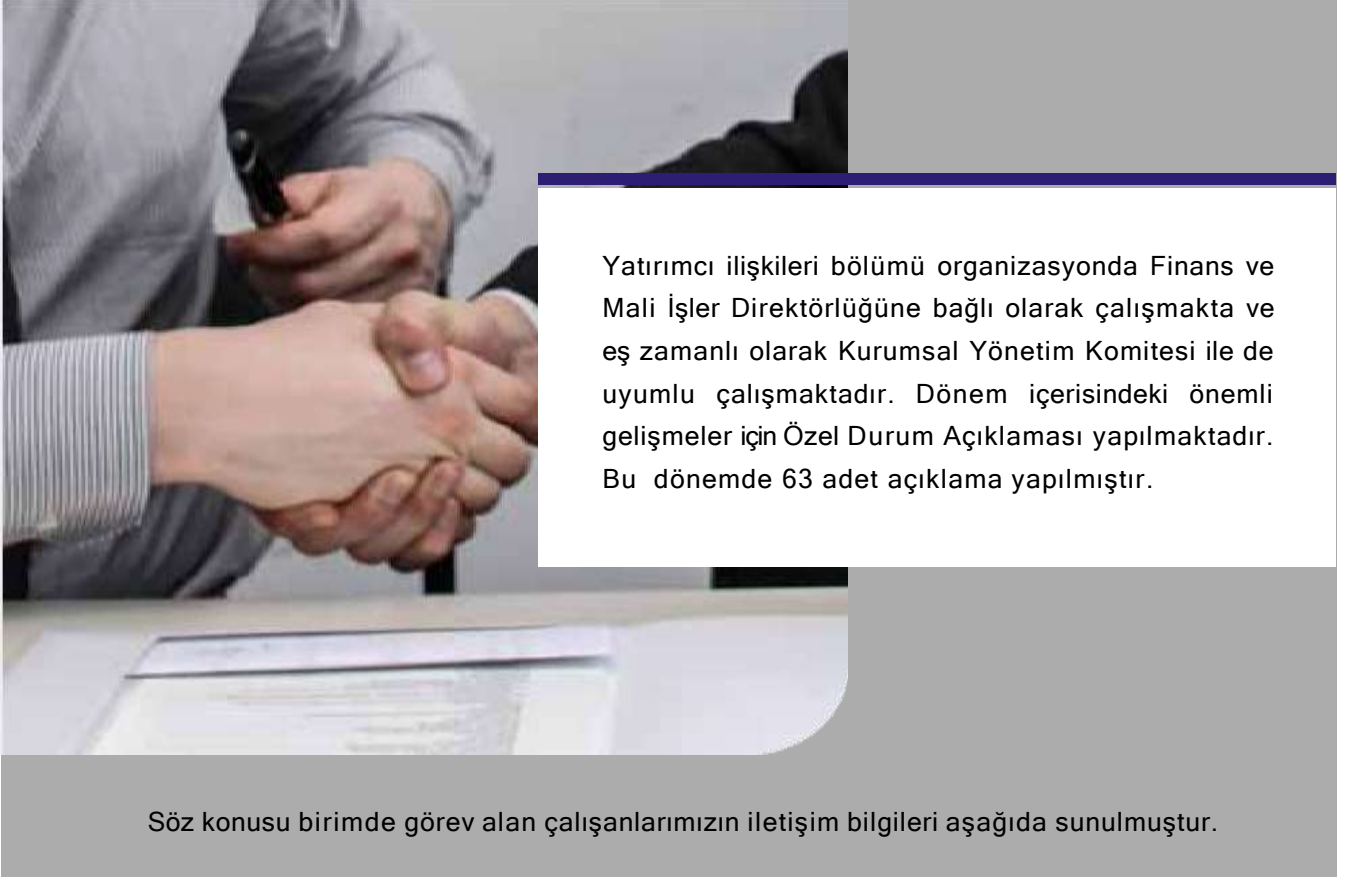 Yatırımcı ilişkileri bölümü organizasyonda Finans ve
Mali İşler Direktörlüğüne bağlı olarak çalışmakta ve
eş zamanlı olarak Kurumsal Yönetim Komitesi ile de
uyumlu çalışmaktadır. Dönem içerisindeki önemli
gelişmeler için Özel Durum Açıklaması yapılmaktadır.
Bu dönemde 63 adet açıklama yapılmıştır.
Söz konusu birimde görev alan çalışanlarımızın iletişim bilgileri aşağıda sunulmuştur.